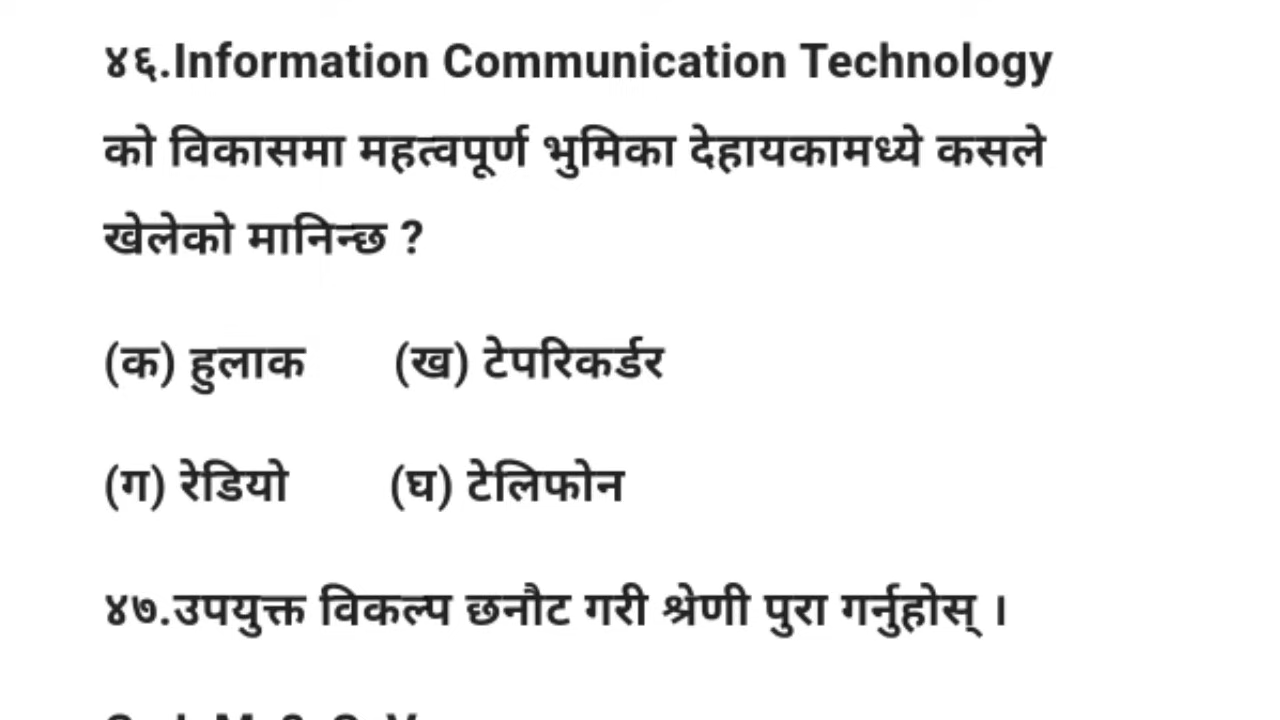 ४६.Information Communication Technology
को विकासमा महत्वपूर्ण भुमिका देहायकामध्ये कसले
खेलेको मानिन्छ ?
(क) हुलाक (ख) टेपरिकर्डर
(ग) रेडियो (घ) टेलिफोन
४७.उपयुक्त विकल्प छनौट गरी श्रेणी पुरा गर्नुहोस् ।